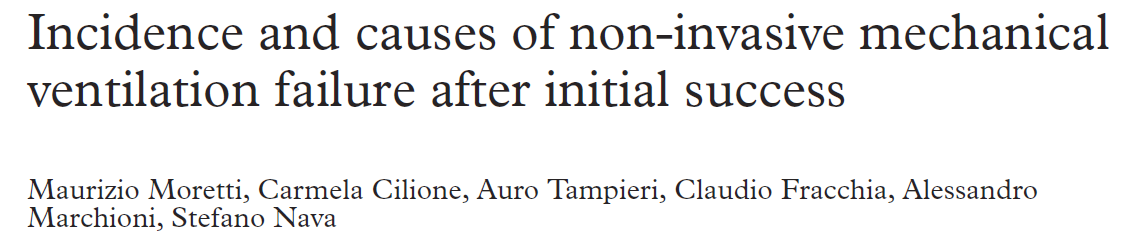 Incidence and causes of non-invasive mechanical
ventilation failure after initial success
Maurizio Moretti, Carmela Cilione, Auro Tampieri, Claudio Fracchia, Alessandro
Marchioni, Stefano Nava